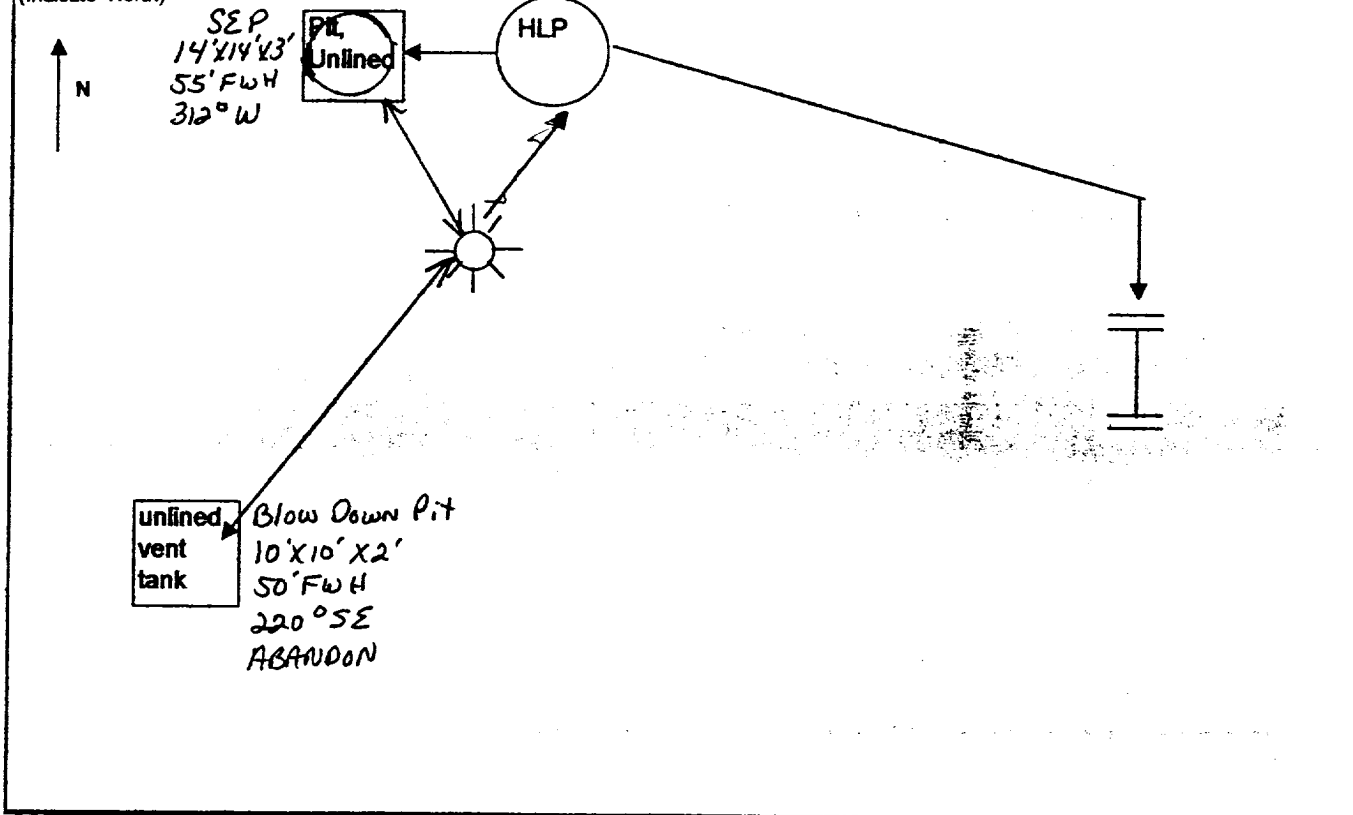 (Indicate North)
N
SEP
14'X14'X3'
55'FWH
312°W
Pit,
Unlined
HLP
unlined
vent
tank
Blow Down Pit
10'X10'X2'
50'FWH
220°SE
ABANDON